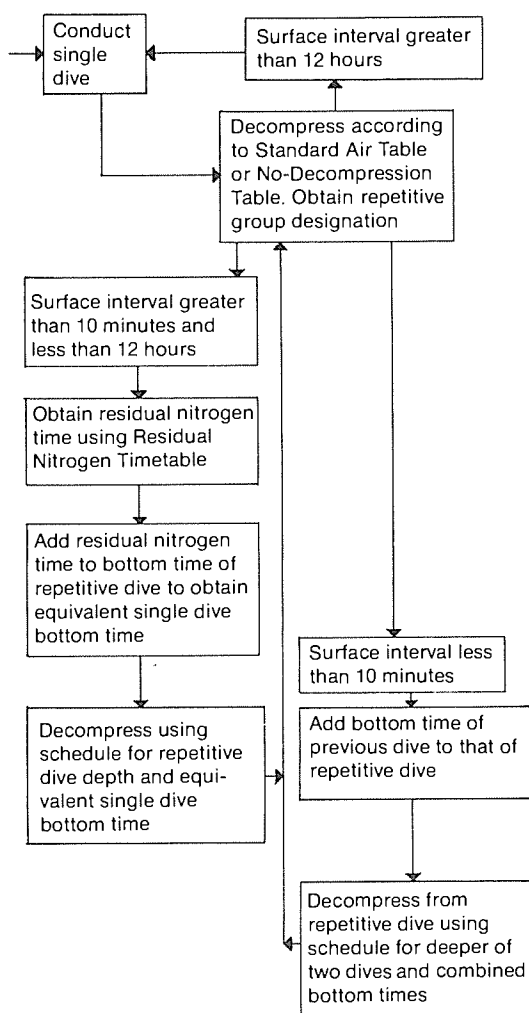 Conduct
single
dive
Surface interval greater
than 12 hours
Decompress according
to Standard Air Table
or No-Decompression
Table. Obtain repetitive
group designation
Surface interval greater
than 10 minutes and
less than 12 hours
Obtain residual nitrogen
time using Residual
Nitrogen Timetable
Add residual nitrogen
time to bottom time of
repetitive dive to obtain
equivalent single dive
bottom time
Decompress using
schedule for repetitive
dive depth and equi-
valent single dive
bottom time
Surface interval less
than 10 minutes
Add bottom time of
previous dive to that of
repetitive dive
Decompress from
repetitive dive using
schedule for deeper of
two dives and combined
bottom times